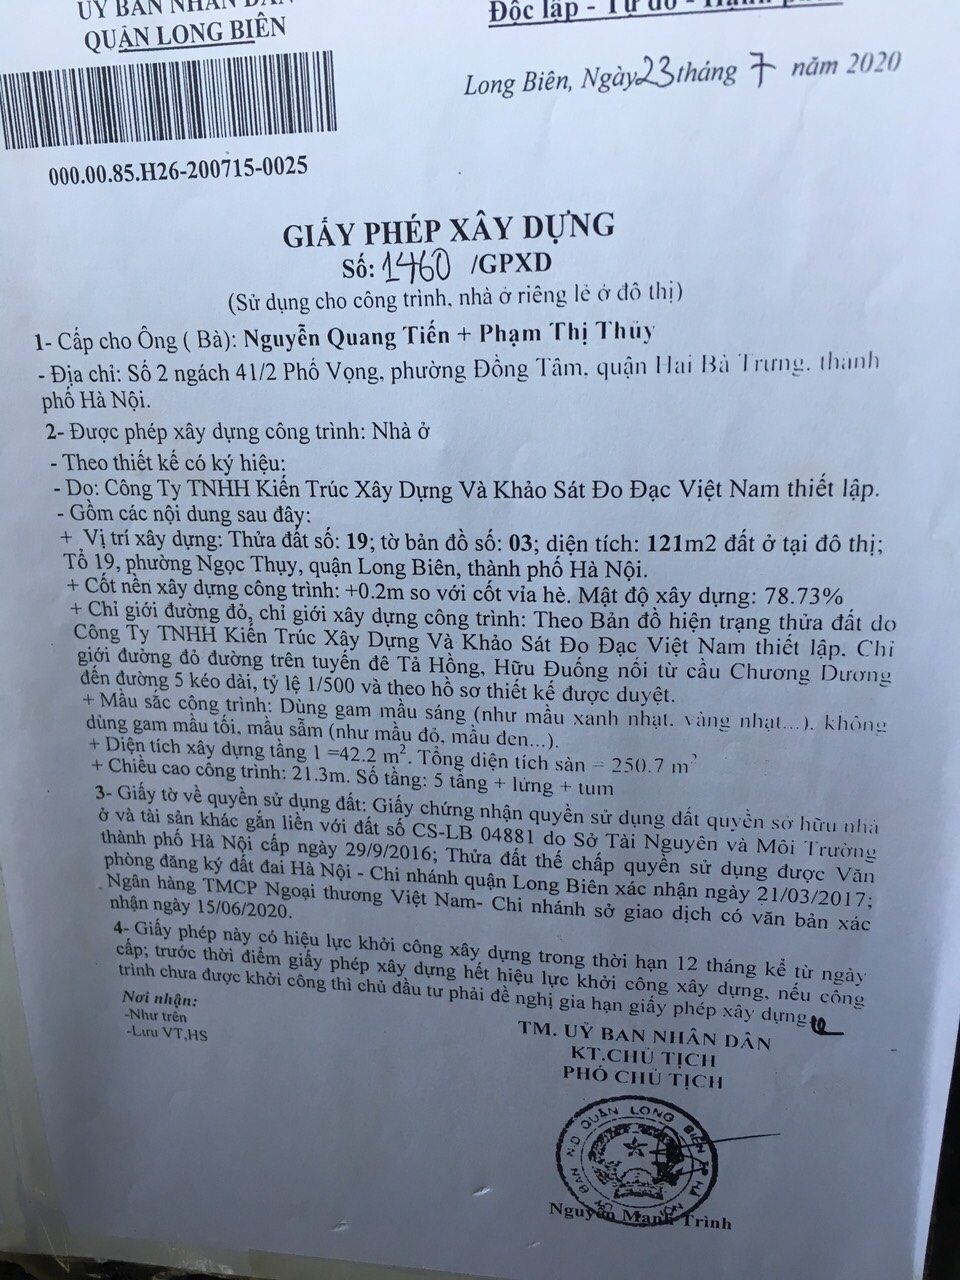 UỶ BAN NHÂN DÂN
QUẬN LONG BIÊN
Độc lập - Tự do - Hạnh phúc
Long Biên, Ngày 23 tháng 7 năm 2020
000.00.85.H26-200715-0025
GIẤY PHÉP XÂY DỰNG
Số: 1460 /GPXD
(Sử dụng cho công trình, nhà ở riêng lẻ ở đô thị)
1- Cấp cho Ông ( Bà): Nguyễn Quang Tiến + Phạm Thị Thủy
- Địa chỉ: Số 2 ngách 41/2 Phố Vọng, phường Đồng Tâm, quận Hai Bà Trưng, thành
phố Hà Nội.
2- Được phép xây dựng công trình: Nhà ở
- Theo thiết kế có ký hiệu:
- Do: Công Ty TNHH Kiến Trúc Xây Dựng Và Khảo Sát Đo Đạc Việt Nam thiết lập.
- Gồm các nội dung sau đây:
+ Vị trí xây dựng: Thửa đất số: 19; tờ bản đồ số: 03; diện tích: 121m2 đất ở tại đô thị;
Tổ 19, phường Ngọc Thụy, quận Long Biên, thành phố Hà Nội.
+ Cốt nền xây dựng công trình: +0.2m so với cốt vỉa hè. Mật độ xây dựng: 78.73%
+ Chỉ giới đường đỏ, chỉ giới xây dựng công trình: Theo Bản đồ hiện trạng thửa đất do
Công Ty TNHH Kiến Trúc Xây Dựng Và Khảo Sát Đo Đạc Việt Nam thiết lập. Chỉ
giới đường đỏ đường trên tuyến đê Tả Hồng, Hữu Đuống nối từ cầu Chương Dương
đến đường 5 kéo dài, tỷ lệ 1/500 và theo hồ sơ thiết kế được duyệt.
+ Mầu sắc công trình: Dùng gam mầu sáng (như mầu xanh nhạt, vàng nhạt...), không
dùng gam mầu tối, mầu sẫm (như mầu đỏ, mầu đen...).
+ Diện tích xây dựng tầng 1 =42.2 m². Tổng diện tích sàn = 250.7 m²
+ Chiều cao công trình: 21.3m. Số tầng: 5 tầng + lửng + tum
3- Giấy tờ về quyền sử dụng đất: Giấy chứng nhận quyền sử dụng đất quyền sở hữu nhà
ở và tài sản khác gắn liền với đất số CS-LB 04881 do Sở Tài Nguyên và Môi Trường
thành phố Hà Nội cấp ngày 29/9/2016; Thửa đất thế chấp quyền sử dụng được Văn
phòng đăng ký đất đai Hà Nội - Chi nhánh quận Long Biên xác nhận ngày 21/03/2017;
Ngân hàng TMCP Ngoại thương Việt Nam- Chi nhánh sở giao dịch có văn bản xác
nhận ngày 15/06/2020.
4- Giấy phép này có hiệu lực khởi công xây dựng trong thời hạn 12 tháng kể từ ngày
cấp; trước thời điểm giấy phép xây dựng hết hiệu lực khởi công xây dựng, nếu công
trình chưa được khởi công thì chủ đầu tư phải đề nghị gia hạn giấy phép xây dựng.
Nơi nhận:
-Như trên
-Lưu VT,HS
TM. UỶ BAN NHÂN DÂN
KT.CHỦ TỊCH
PHÓ CHỦ TỊCH
BAN N.D QUẬN LONG BIÊN
Nguyễn Mạnh Trình